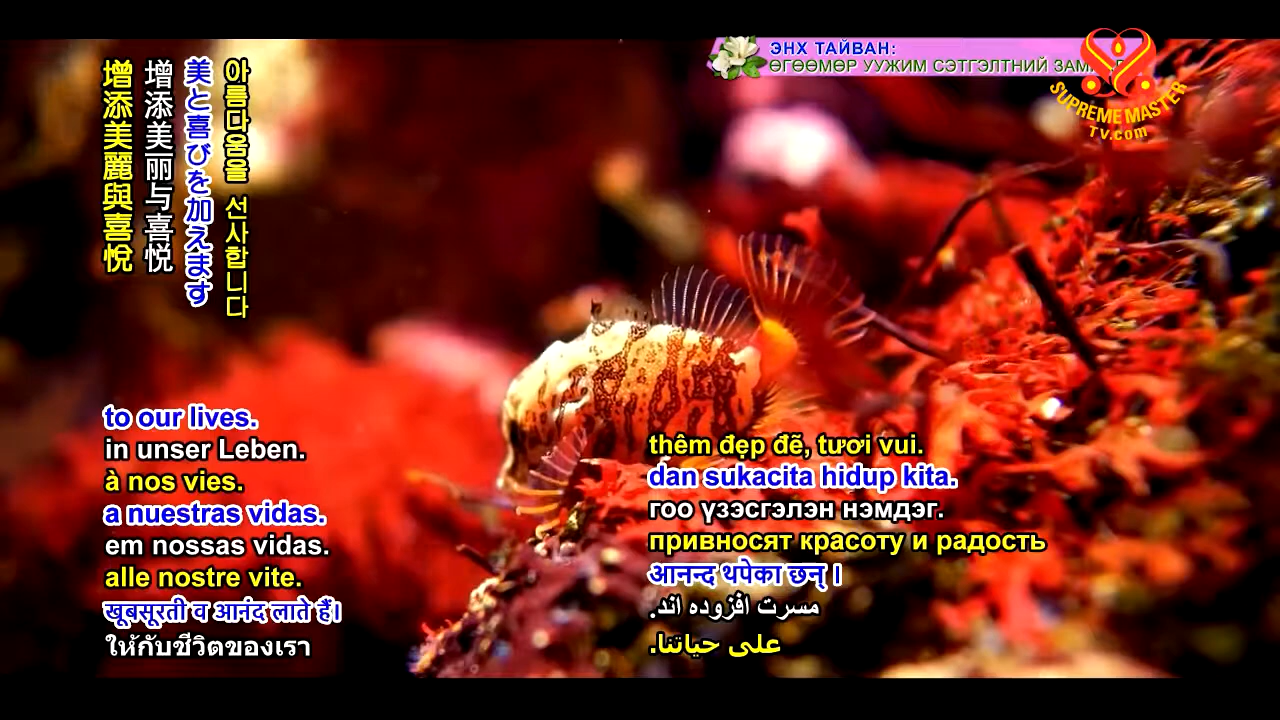 ЭНХ ТАЙВАН:
ӨГӨӨМӨР УУЖИМ СЭТГЭЛТНИЙ ЗАМ
SUPREME MASTER
TV.com
增添美麗與喜悅
增添美丽与喜悦
美と喜びを加えます
아름다움을 선사합니다
to our lives.
in unser Leben.
à nos vies.
a nuestras vidas.
em nossas vidas.
alle nostre vite.
खूबसूरती व आनंद लाते हैं।
ให้กับชีวิตของเรา
thêm đẹp đẽ, tươi vui.
dan sukacita hidup kita.
гоо үзэсгэлэн нэмдэг.
привносят красоту и радость
आनन्द थपेका छन् ।
مسرت افزوده اند.
على حياتنا.